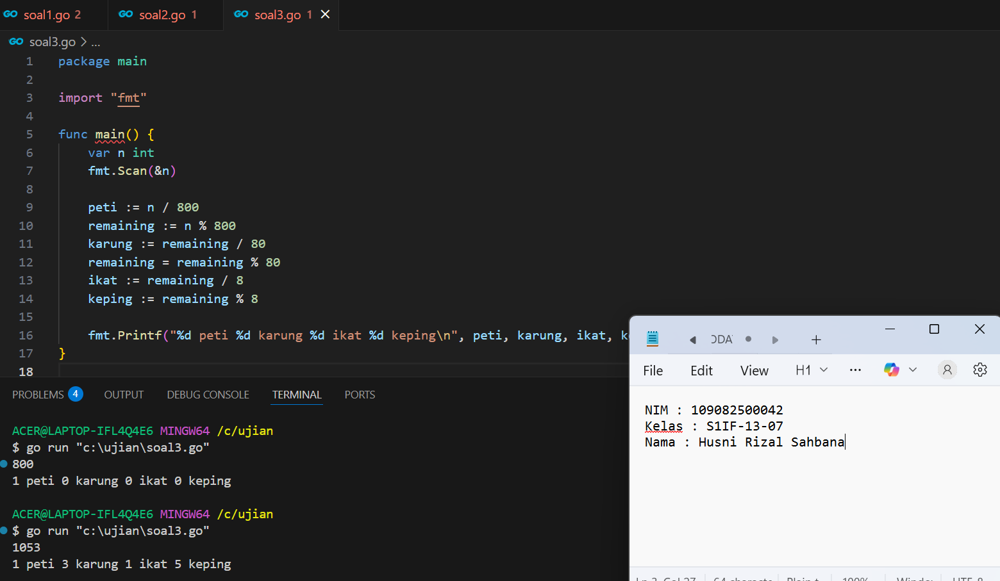 GO soal1.go 2 GO soal2.go 1 GO soal3.go 1
GO soal3.go > ...
1 package main
2
3 import "fmt"
4
5 func main() {
6 var n int
7 fmt.Scan(&n)
8
9 peti := n / 800
10 remaining := n % 800
11 karung := remaining / 80
12 remaining = remaining % 80
13 ikat := remaining / 8
14 keping := remaining % 8
15
16 fmt.Printf("%d peti %d karung %d ikat %d keping\n", peti, karung, ikat,
17 }
18
PROBLEMS 4 OUTPUT DEBUG CONSOLE TERMINAL PORTS
ACER@LAPTOP-IFL4Q4E6 MINGW64 /c/ujian
$ go run "c:\ujian\soal3.go"
800
1 peti 0 karung 0 ikat 0 keping
ACER@LAPTOP-IFL4Q4E6 MINGW64 /c/ujian
$ go run "c:\ujian\soal3.go"
1053
1 peti 3 karung 1 ikat 5 keping
File Edit View H1 ...
NIM : 109082500042
Kelas : S1IF-13-07
Nama : Husni Rizal Sahbana